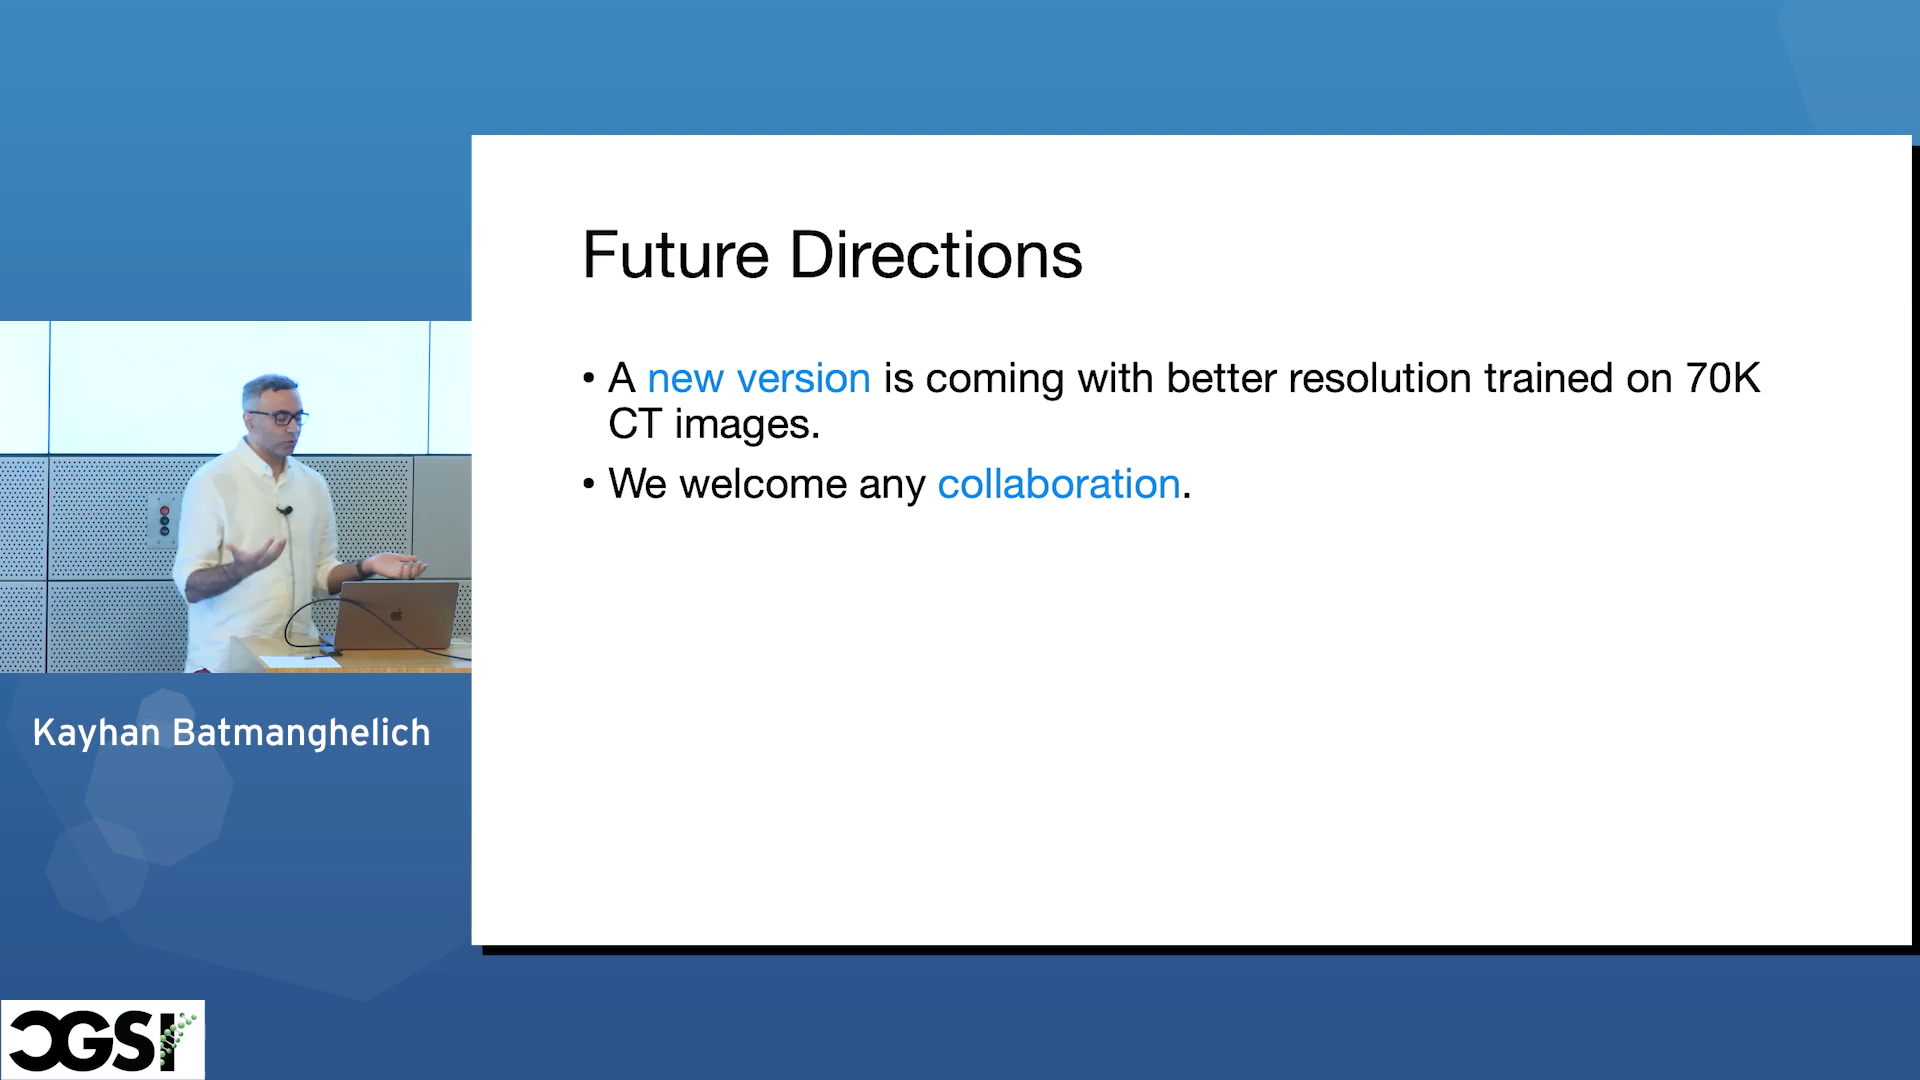 Future Directions
• A new version is coming with better resolution trained on 70K
CT images.
• We welcome any collaboration.
Kayhan Batmanghelich
CGSI